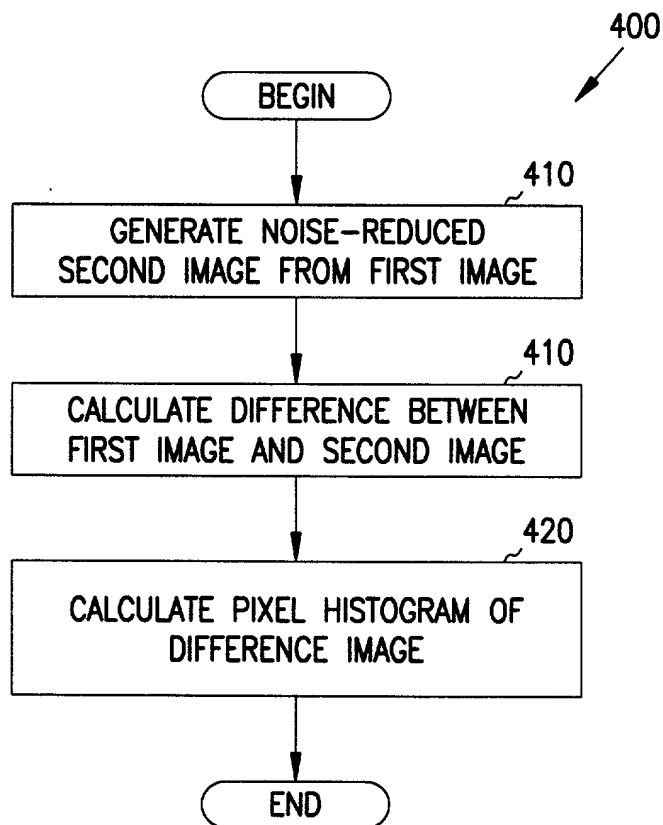 400
BEGIN
410
GENERATE NOISE-REDUCED
SECOND IMAGE FROM FIRST IMAGE
410
CALCULATE DIFFERENCE BETWEEN
FIRST IMAGE AND SECOND IMAGE
420
CALCULATE PIXEL HISTOGRAM OF
DIFFERENCE IMAGE
END